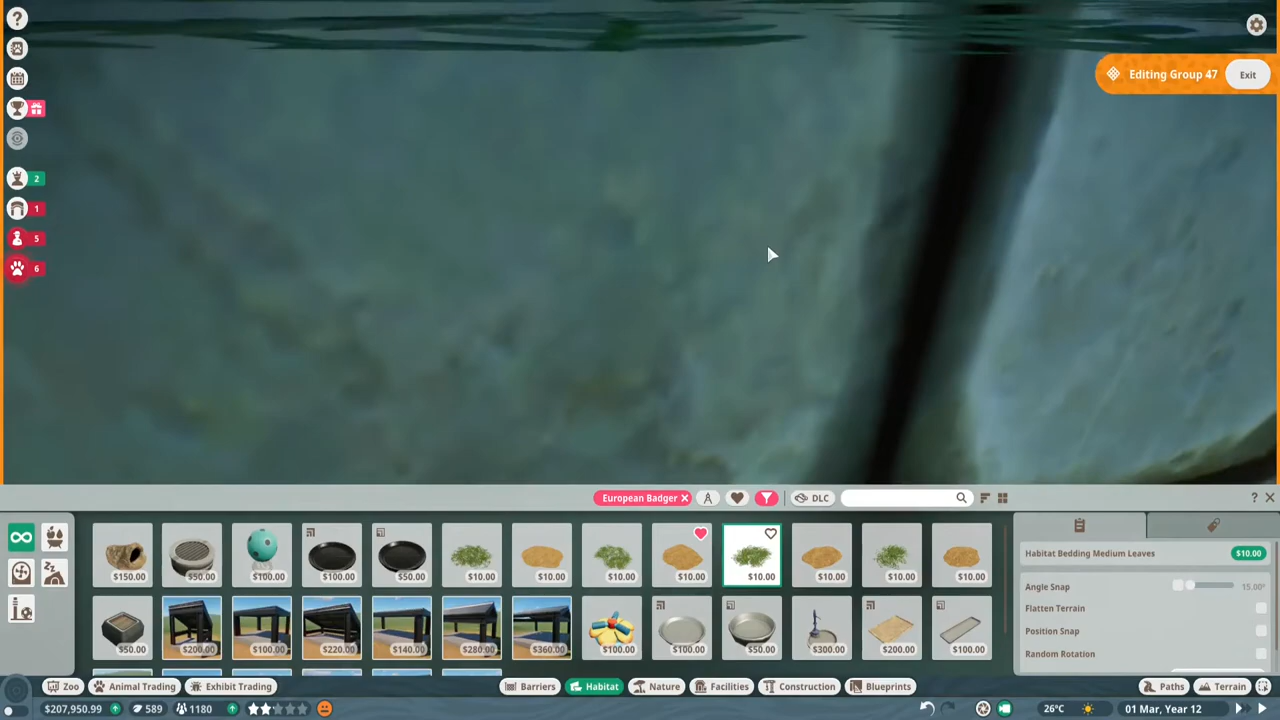 ?
Editing Group 47
Exit
2
1
5
6
European Badger
DLC
?
$150.00
$50.00
$100.00
$100.00
$50.00
$10.00
$10.00
$10.00
$10.00
$10.00
$10.00
$10.00
$10.00
$50.00
$200.00
$100.00
$220.00
$140.00
$280.00
$360.00
$100.00
$100.00
$50.00
$300.00
$200.00
$100.00
Habitat Bedding Medium Leaves
$10.00
Angle Snap
15.00°
Flatten Terrain
Position Snap
Random Rotation
Zoo
Animal Trading
Exhibit Trading
Barriers
Habitat
Nature
Facilities
Construction
Blueprints
Paths
Terrain
$207,950.99
589
1180
26°C
01 Mar, Year 12